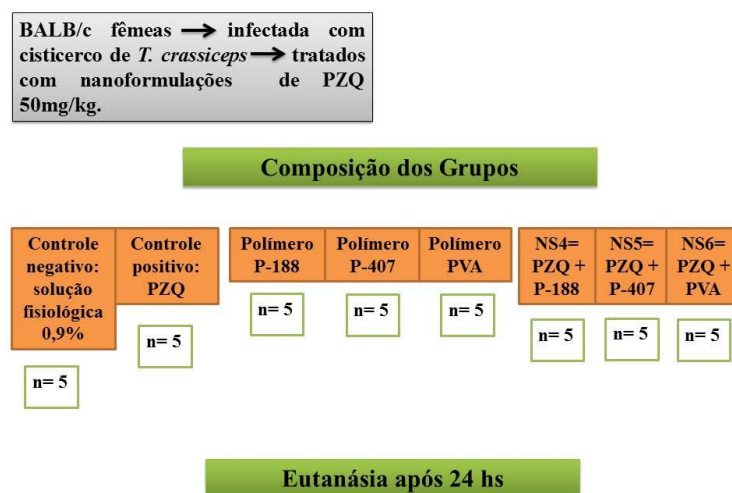 BALB/c fêmeas → infectada com
cisticerco de T. crassiceps → tratados
com nanoformulações de PZQ
50mg/kg.
Composição dos Grupos
Controle
negativo:
solução
fisiológica
0,9%
n= 5
Controle
positivo:
PZQ
n= 5
Polímero
P-188
n= 5
Polímero
P-407
n= 5
Polímero
PVA
n= 5
NS4=
PZQ +
P-188
n= 5
NS5=
PZQ +
P-407
n= 5
NS6=
PZQ +
PVA
n= 5
Eutanásia após 24 hs